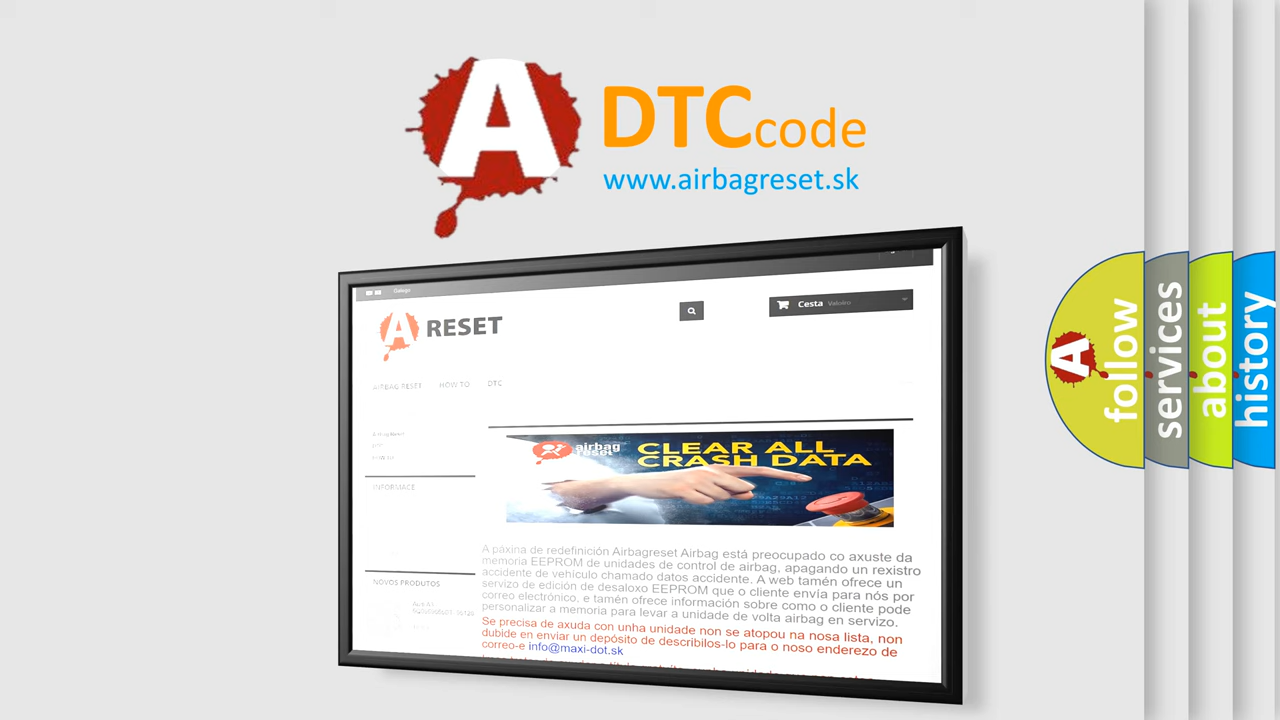 A
DTCcode
www.airbagreset.sk
Galego
A RESET
Cesta Valeiro
AIRBAG RESET HOW TO DTC
INFORMACE
airbag
reset
CLEAR ALL
CRASH DATA
A páxina de redefinición Airbagreset Airbag está preocupado co axuste da
memoria EEPROM de unidades de control de airbag, apagando un rexistro
accidente de vehículo chamado datos accidente. A web tamén ofrece un
servizo de edición de desaloxo EEPROM que o cliente envía para nós por
correo electrónico, e tamén ofrece información sobre como o cliente pode
personalizar a memoria para levar a unidade de volta airbag en servizo.
Se precisa de axuda con unha unidade non se atopou na nosa lista, non
dubide en enviar un depósito de describilos-lo para o noso enderezo de
correo-e info@maxi-dot.sk
NOVOS PRODUTOS
A
follow
services
about
history